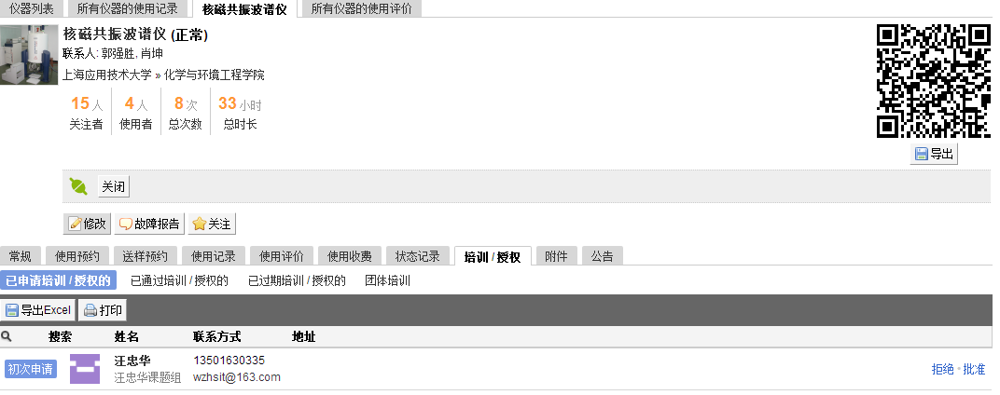 仪器列表 所有仪器的使用记录 核磁共振波谱仪 所有仪器的使用评价
核磁共振波谱仪 (正常)
联系人: 郭强胜, 肖坤
上海应用技术大学 » 化学与环境工程学院
15 人 4 人 8 次 33 小时
关注者 使用者 总次数 总时长
导出
关闭
修改 故障报告 关注
常规 使用预约 送样预约 使用记录 使用评价 使用收费 状态记录 培训 / 授权 附件 公告
已申请培训 / 授权的 已通过培训 / 授权的 已过期培训 / 授权的 团体培训
导出Excel 打印
搜索 姓名 联系方式 地址
初次申请 汪忠华 13501630335 拒绝 批准
汪忠华课题组 wzhsit@163.com